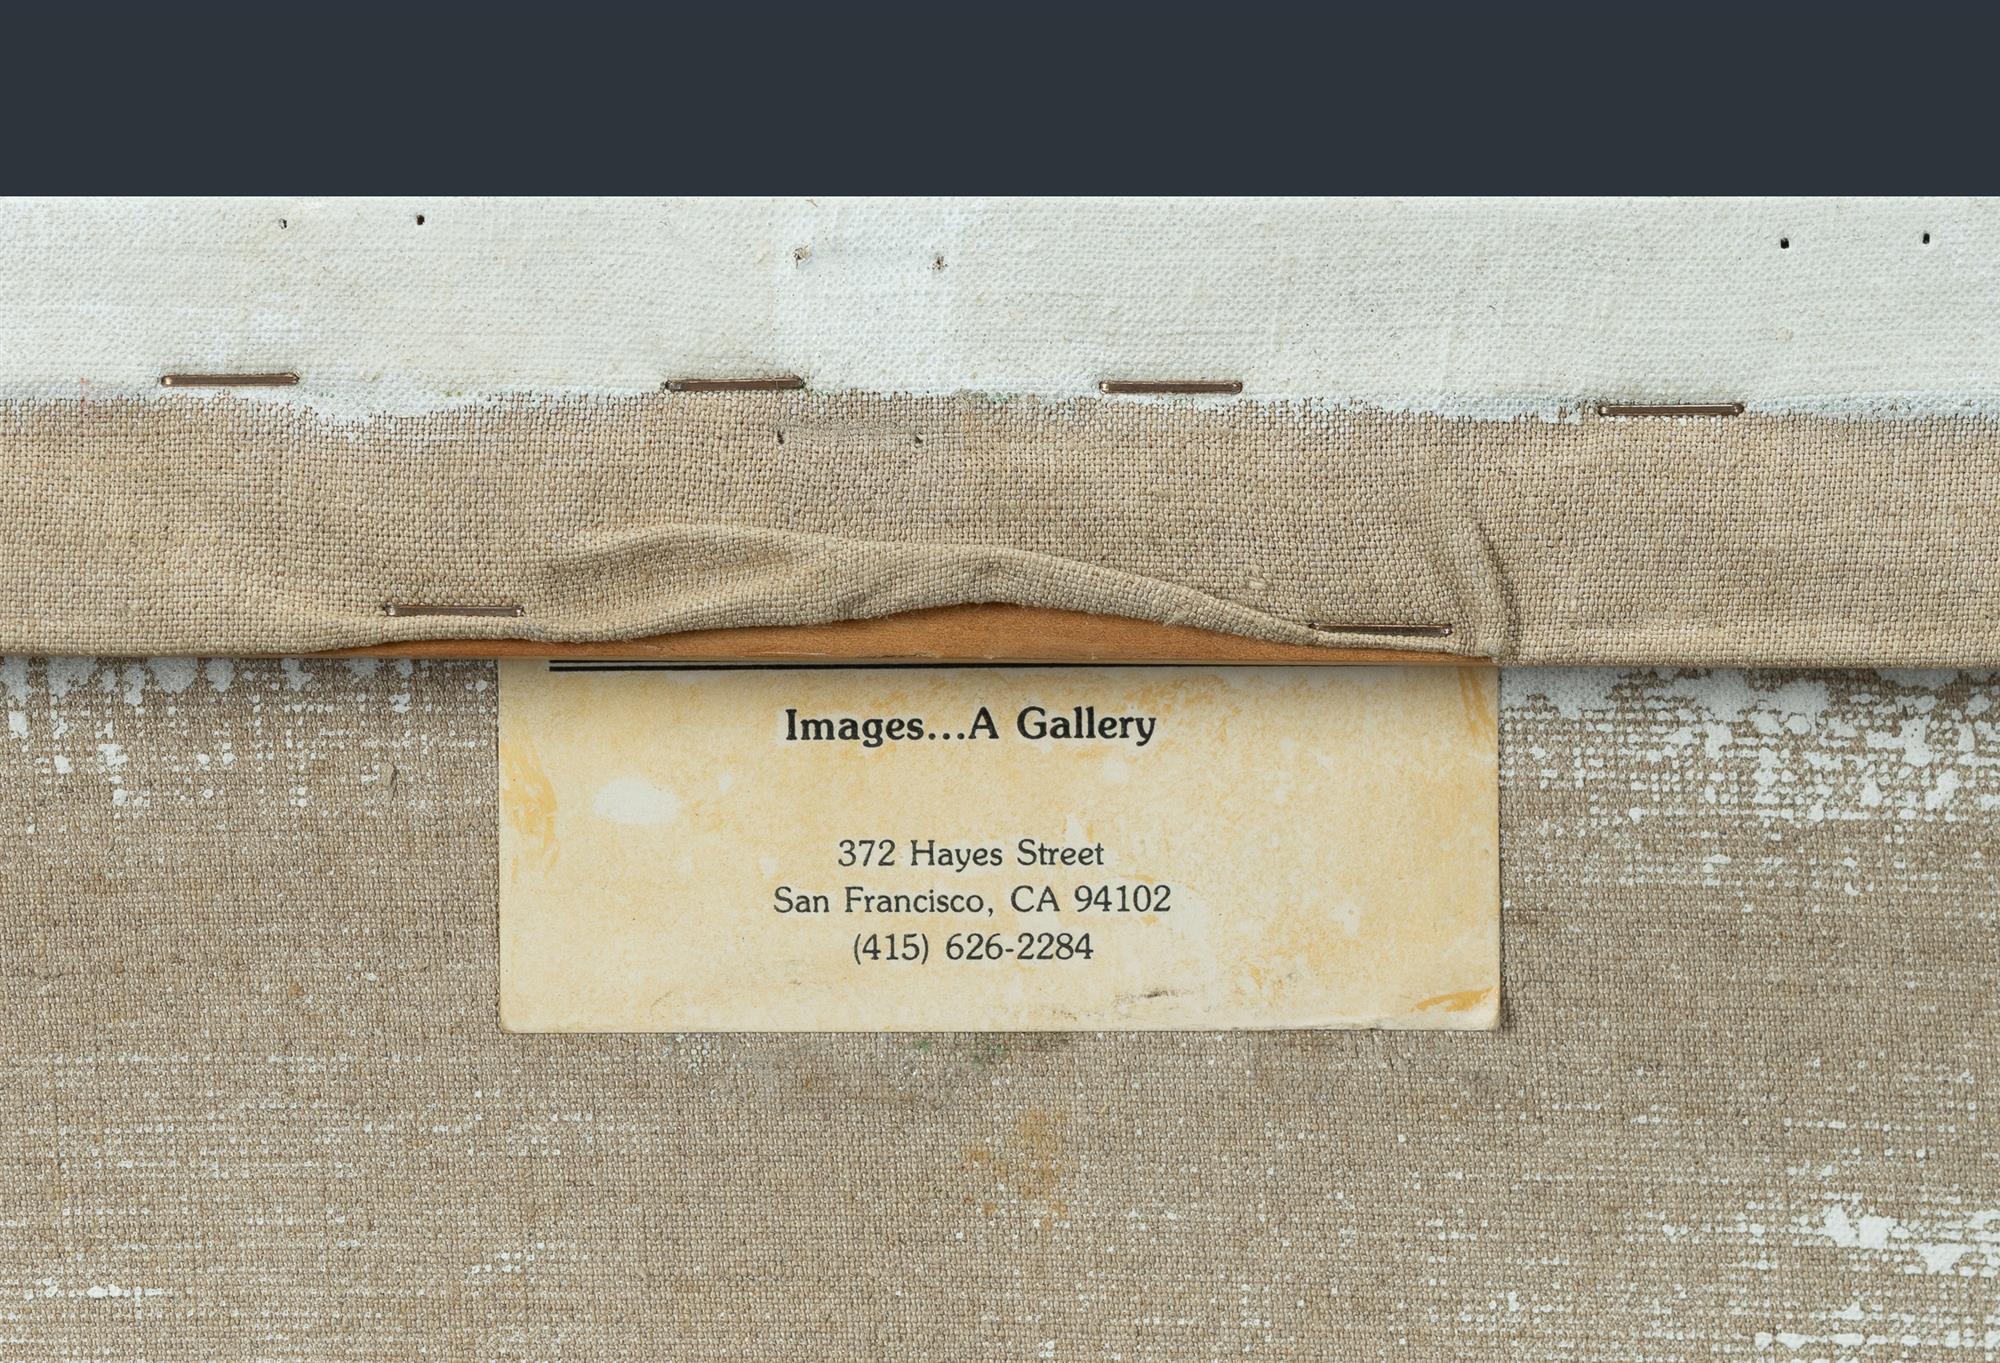 Images...A Gallery
372 Hayes Street
San Francisco, CA 94102
(415) 626-2284